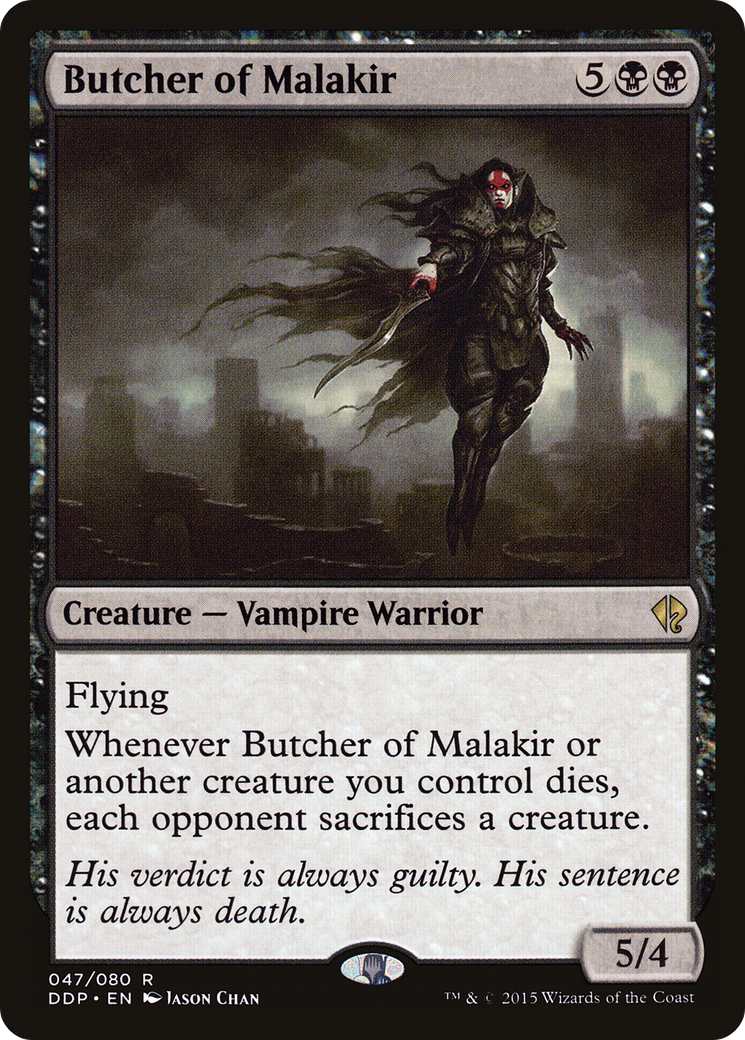 Butcher of Malakir
5
Creature — Vampire Warrior
Flying
Whenever Butcher of Malakir or
another creature you control dies,
each opponent sacrifices a creature.
His verdict is always guilty. His sentence
is always death.
5/4
047/080 R
DDP • EN Jason Chan
™ & © 2015 Wizards of the Coast